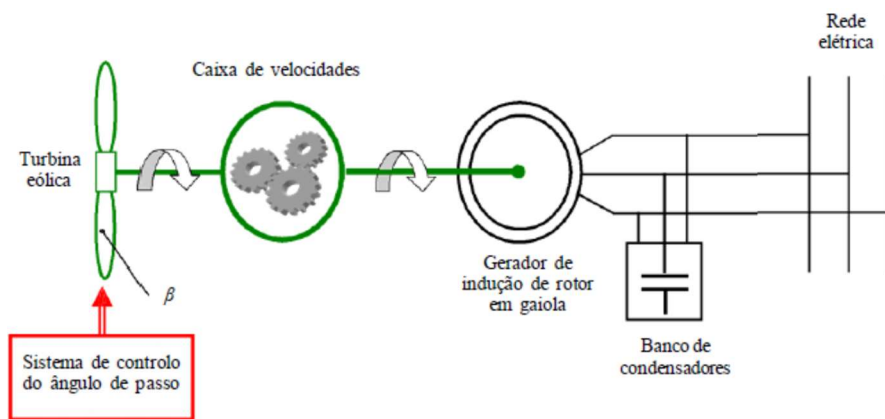 Rede
elétrica
Caixa de velocidades
Turbina
eólica
β
Gerador de
indução de rotor
em gaiola
Banco de
condensadores
Sistema de controlo
do ângulo de passo